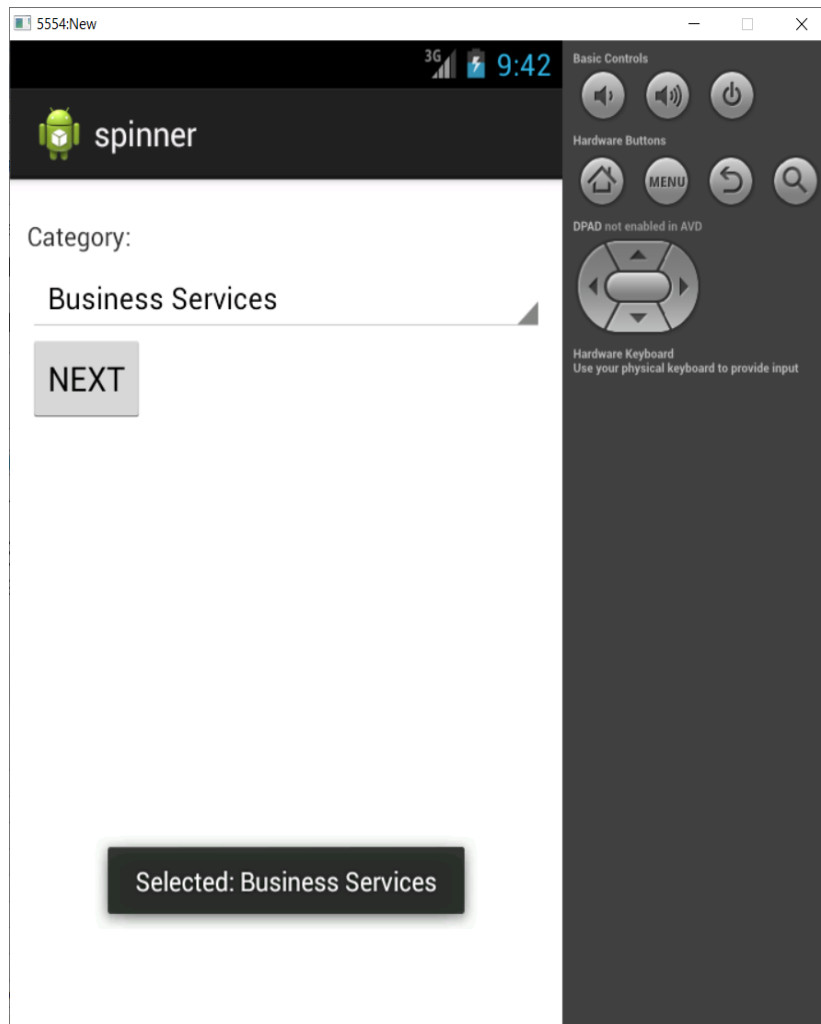 5554:New
3G 9:42
spinner
Category:
Business Services
NEXT
Selected: Business Services
Basic Controls
Hardware Buttons
MENU
DPAD not enabled in AVD
Hardware Keyboard
Use your physical keyboard to provide input